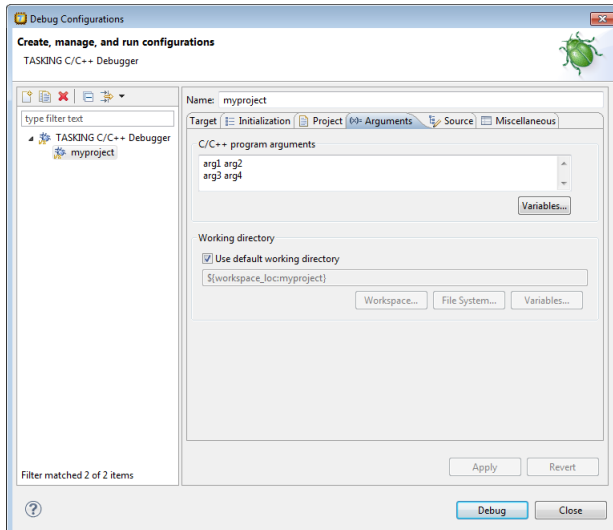 Debug Configurations
Create, manage, and run configurations
TASKING C/C++ Debugger
type filter text
TASKING C/C++ Debugger
myproject
Filter matched 2 of 2 items
Name: myproject
Target Initialization Project (x)= Arguments Source Miscellaneous
C/C++ program arguments
arg1 arg2
arg3 arg4
Variables...
Working directory
Use default working directory
${workspace_loc:myproject}
Workspace... File System... Variables...
Apply Revert
? Debug Close